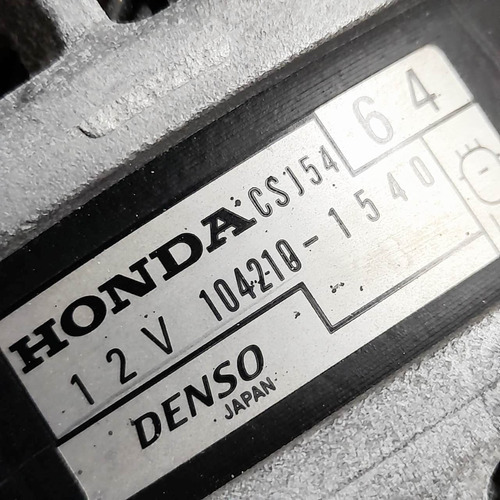 HONDA CSJ54 64
12V 104210-1540
DENSO
JAPAN